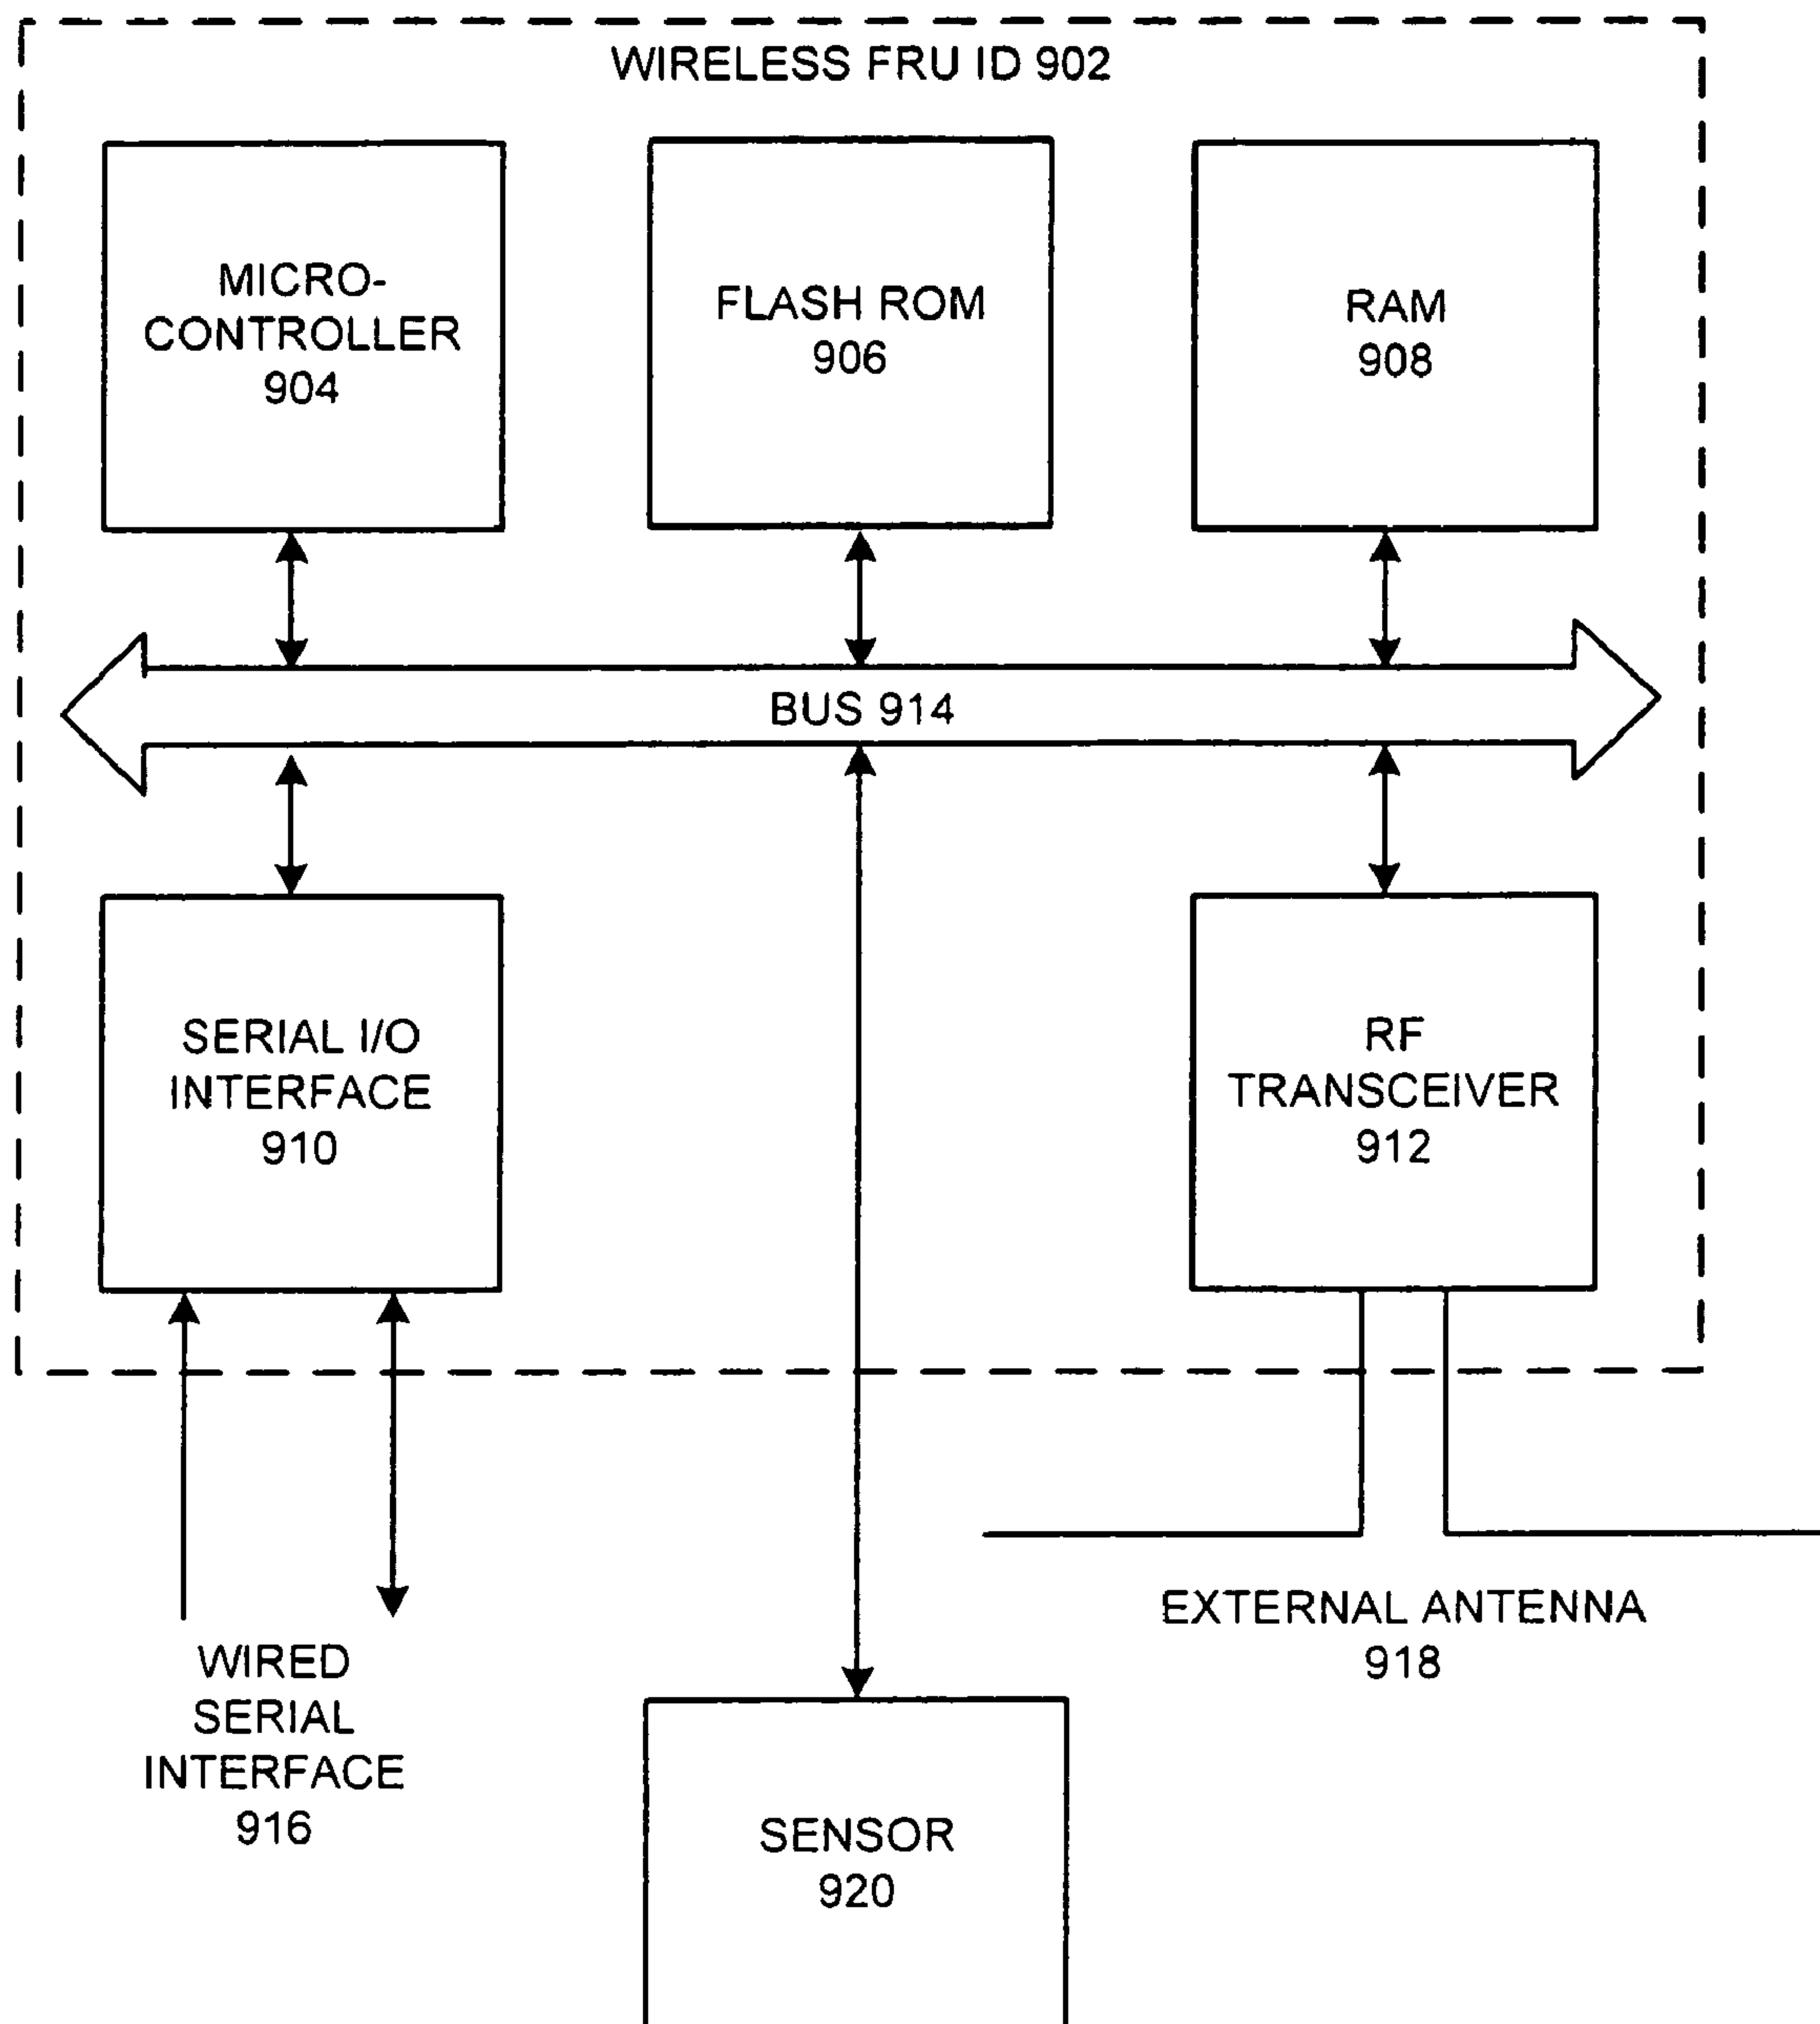 WIRELESS FRU ID 902
MICRO-
CONTROLLER
904
FLASH ROM
906
RAM
908
BUS 914
SERIAL I/O
INTERFACE
910
RF
TRANSCEIVER
912
EXTERNAL ANTENNA
918
WIRED
SERIAL
INTERFACE
916
SENSOR
920